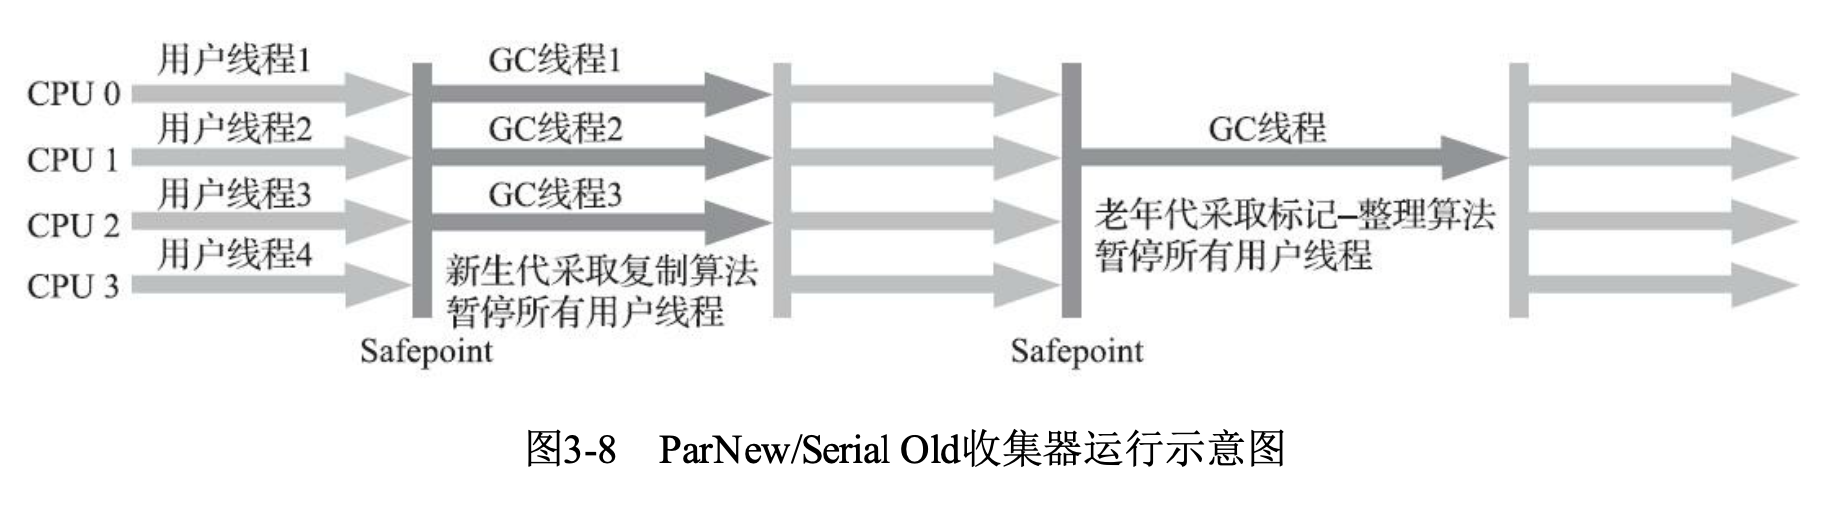 用户线程1
GC线程1
CPU 0
用户线程2
GC线程2
GC线程
CPU 1
用户线程3
GC线程3
CPU 2
用户线程4
CPU 3
新生代采取复制算法
暂停所有用户线程
老年代采取标记–整理算法
暂停所有用户线程
Safepoint
Safepoint
图3-8 ParNew/Serial Old收集器运行示意图